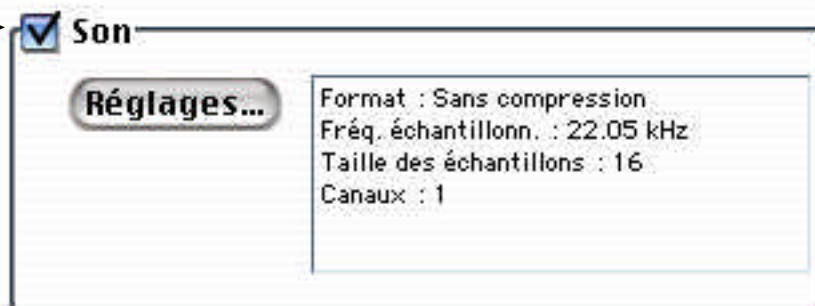 Son
Réglages...
Format : Sans compression
Fréq. échantillonn. : 22.05 kHz
Taille des échantillons : 16
Canaux : 1